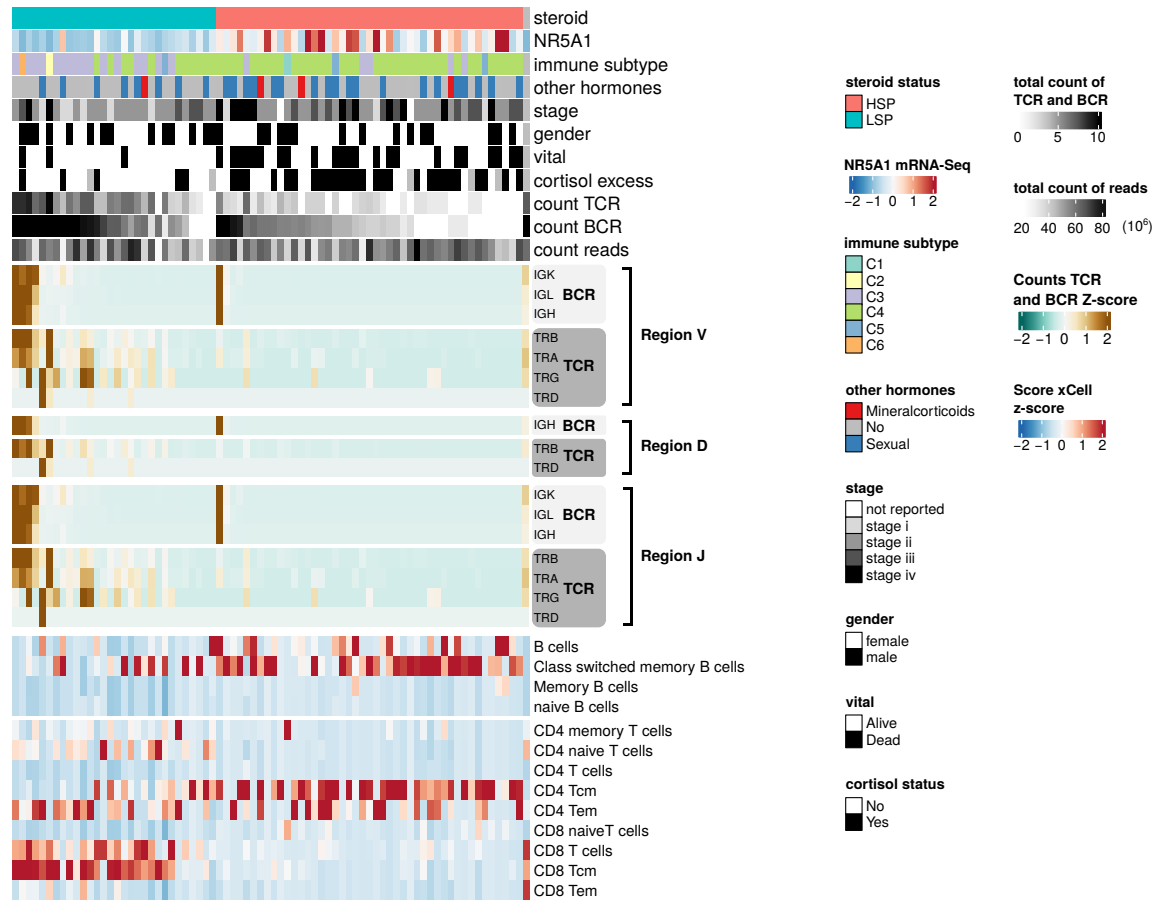 steroid
NR5A1
immune subtype
other hormones
stage
gender
vital
cortisol excess
count TCR
count BCR
count reads
IGK
IGL BCR
IGH
TRB
TRA
TCR
TRG
TRD
Region V
IGH BCR
TRB
TCR
TRD
Region D
IGK
IGL BCR
IGH
TRB
TRA
TCR
TRG
TRD
Region J
B cells
Class switched memory B cells
Memory B cells
naive B cells
CD4 memory T cells
CD4 naive T cells
CD4 T cells
CD4 Tcm
CD4 Tem
CD8 naiveT cells
CD8 T cells
CD8 Tcm
CD8 Tem
steroid status
HSP
LSP
NR5A1 mRNA-Seq
−2 −1 0 1 2
immune subtype
C1
C2
C3
C4
C5
C6
other hormones
Mineralcorticoids
No
Sexual
stage
not reported
stage i
stage ii
stage iii
stage iv
gender
female
male
vital
Alive
Dead
cortisol status
No
Yes
total count of
TCR and BCR
0 5 10
total count of reads
20 40 60 80 (10⁶)
Counts TCR
and BCR Z-score
−2 −1 0 1 2
Score xCell
z-score
−2 −1 0 1 2